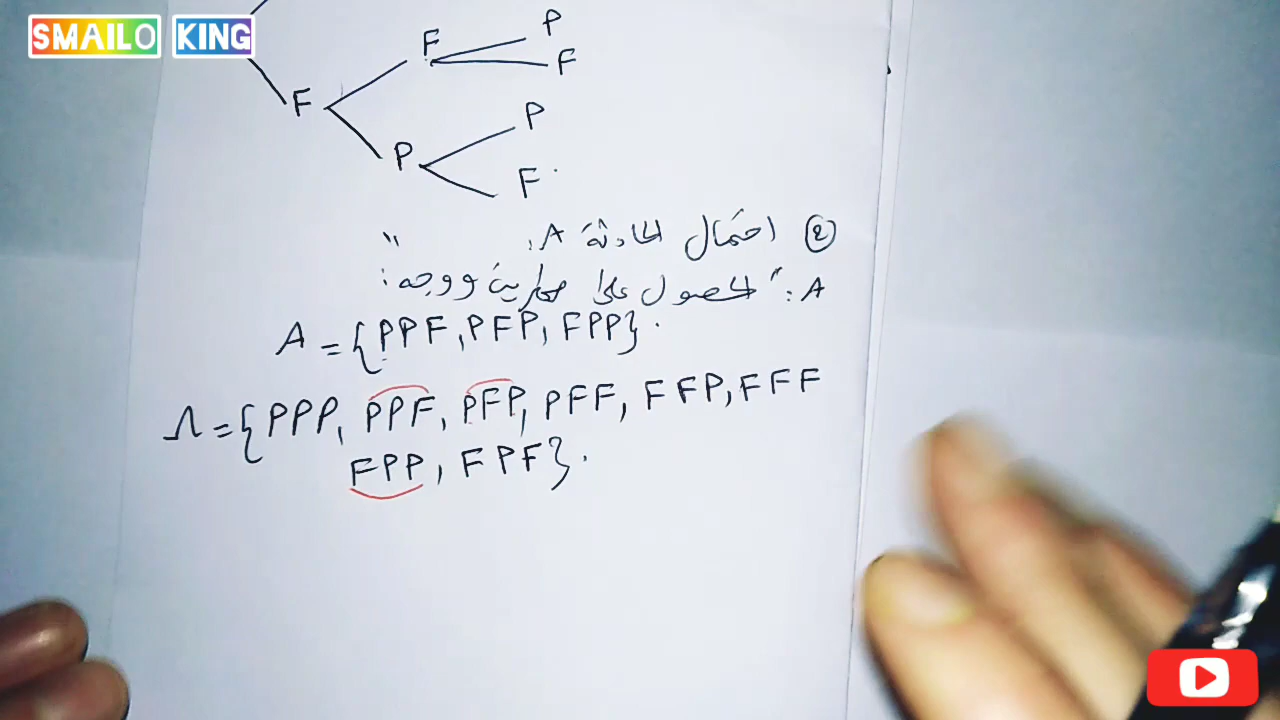 SMAILO KING
F P
F
F
P
P
F
② احتمال الحادثة A:
A: "الحصول على ظهرين ووجه:"
A = {PPF, PFP, FPP}.
Ω = {PPP, PPF, PFP, PFF, FFP, FFF
FPP, FPF}.